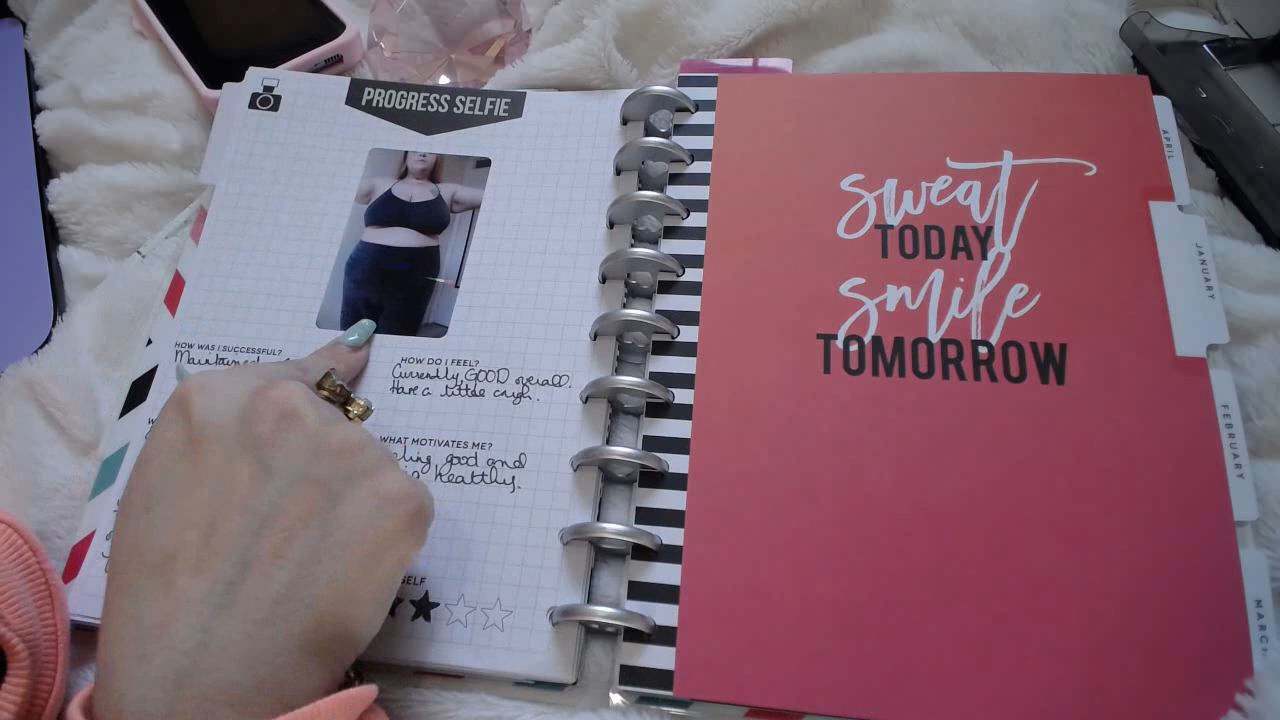 PROGRESS SELFIE
HOW WAS I SUCCESSFUL?
Maintained
HOW DO I FEEL?
Currently GOOD overall.
Have a little cough.
WHAT MOTIVATES ME?
good and
Healthy.
sweat
TODAY
smile
TOMORROW
APRIL
JANUARY
FEBRUARY
MARCH